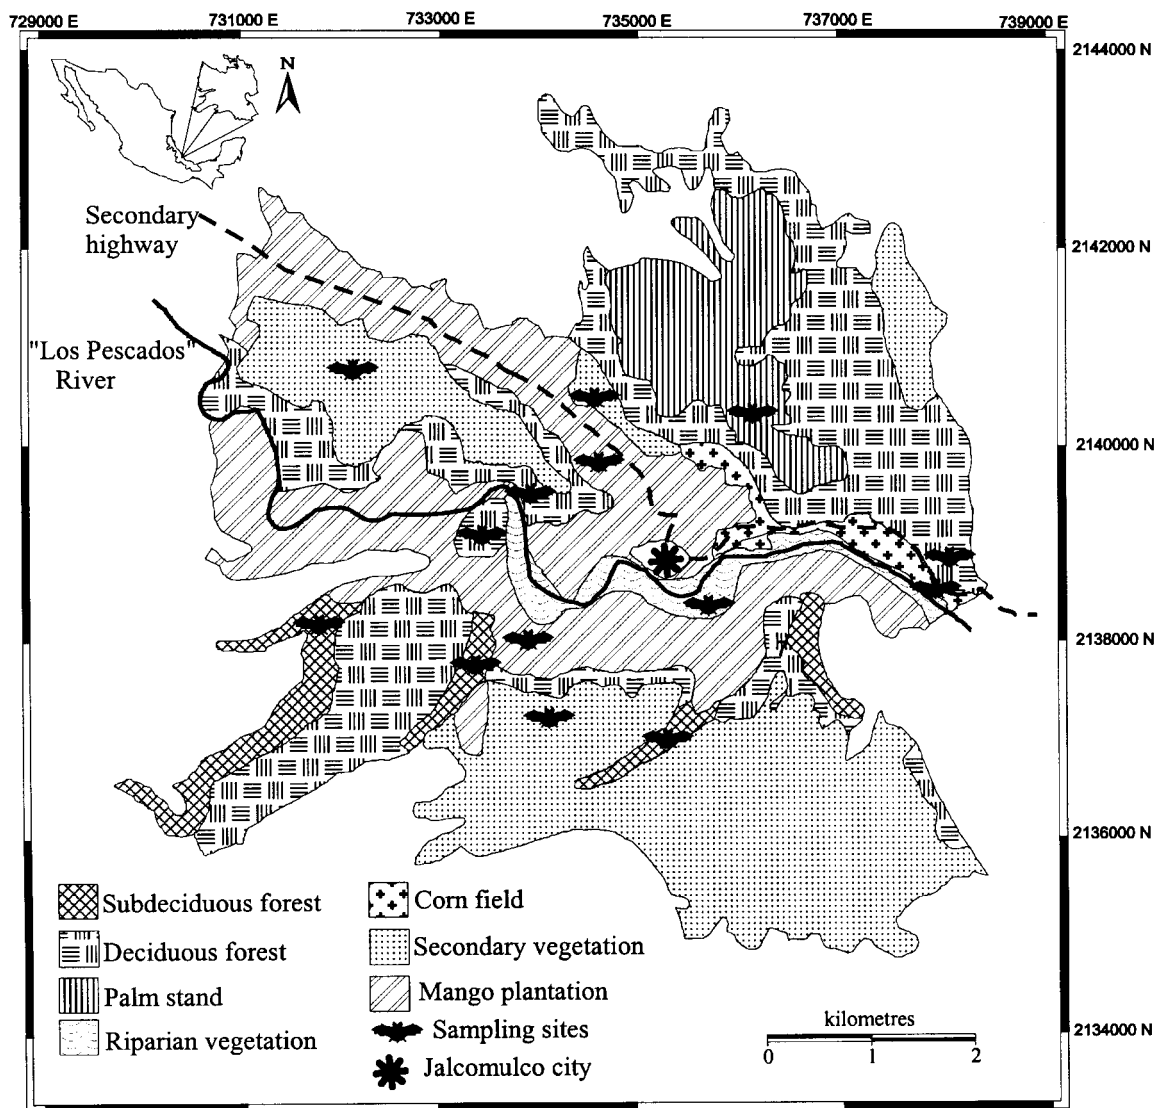 729000 E 731000 E 733000 E 735000 E 737000 E 739000 E
2144000 N
N
Secondary
highway
2142000 N
"Los Pescados"
River
2140000 N
2138000 N
2136000 N
Subdeciduous forest
Corn field
Deciduous forest
Secondary vegetation
Palm stand
Mango plantation
Riparian vegetation
Sampling sites
Jalcomulco city
kilometres
0 1 2
2134000 N